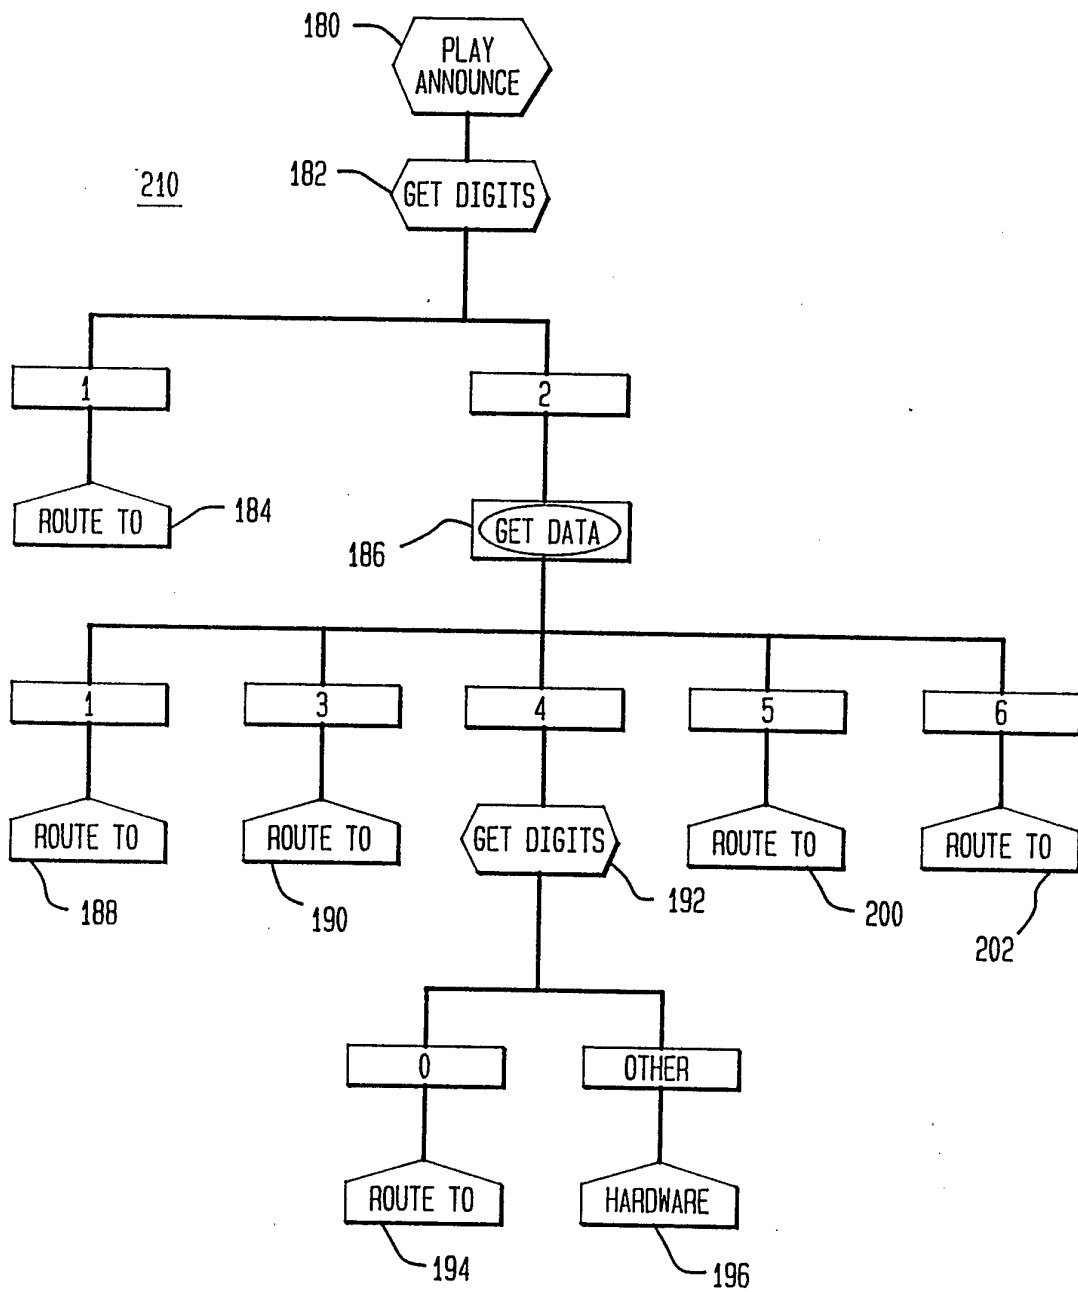 180
PLAY
ANNOUNCE
182
GET DIGITS
210
1
2
ROUTE TO
184
GET DATA
186
1
3
4
5
6
ROUTE TO
ROUTE TO
GET DIGITS
ROUTE TO
ROUTE TO
188
190
192
200
202
0
OTHER
ROUTE TO
HARDWARE
194
196